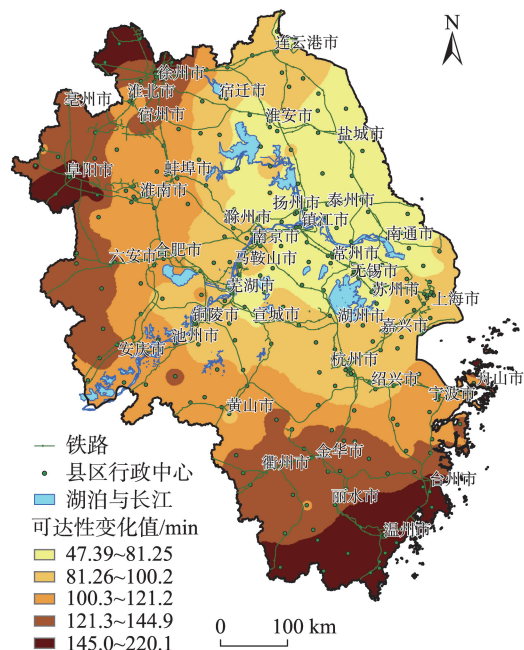 N
连云港市
徐州市
亳州市
淮北市
宿迁市
宿州市
淮安市
盐城市
阜阳市
蚌埠市
淮南市
扬州市
泰州市
滁州市
镇江市
南京市
南通市
六安市
合肥市
马鞍山市
常州市
无锡市
芜湖市
苏州市
上海市
铜陵市
宣城市
湖州市
嘉兴市
池州市
安庆市
杭州市
绍兴市
舟山市
宁波市
黄山市
金华市
衢州市
台州市
丽水市
温州市
铁路
县区行政中心
湖泊与长江
可达性变化值/min
47.39~81.25
81.26~100.2
100.3~121.2
121.3~144.9
145.0~220.1
0 100 km